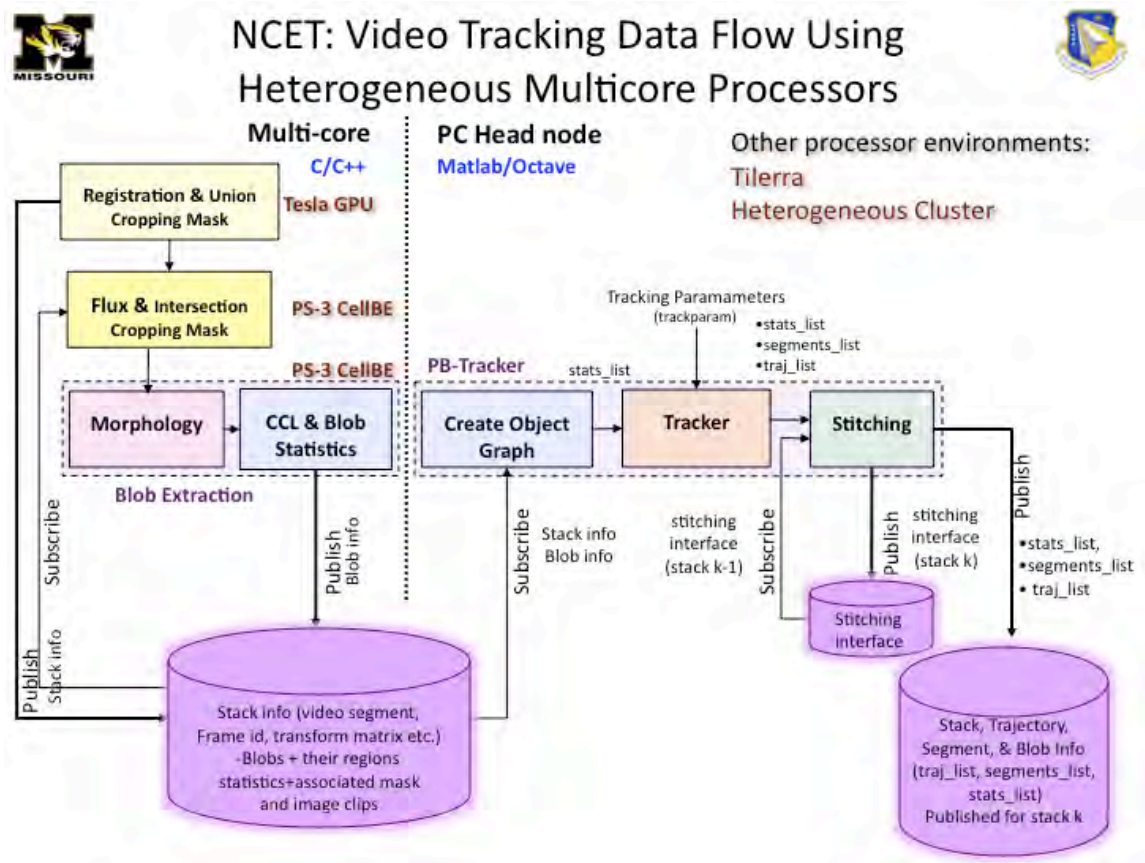 MISSOURI
NCET: Video Tracking Data Flow Using
Heterogeneous Multicore Processors
Multi-core
C/C++
PC Head node
Matlab/Octave
Other processor environments:
Tilerra
Heterogeneous Cluster
Registration & Union
Cropping Mask
Tesla GPU
Flux & Intersection
Cropping Mask
PS-3 CellBE
PS-3 CellBE
Morphology
CCL & Blob
Statistics
Blob Extraction
PB-Tracker
stats_list
Tracking Paramameters
(trackparam)
•stats_list
•segments_list
•traj_list
Create Object
Graph
Tracker
Stitching
Subscribe
Stack info
Publish
Publish
Blob info
Subscribe
Stack info
Blob info
stitching
interface
(stack k-1)
Subscribe
Publish
stitching
interface
(stack k)
Publish
•stats_list,
•segments_list
• traj_list
Stitching
interface
Stack info (video segment,
Frame id, transform matrix etc.)
-Blobs + their regions
statistics+associated mask
and image clips
Stack, Trajectory,
Segment, & Blob Info
(traj_list, segments_list,
stats_list)
Published for stack k